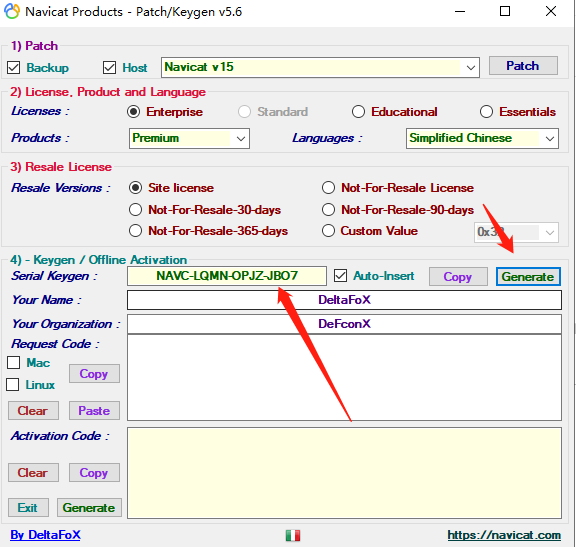 Navicat Products - Patch/Keygen v5.6
1) Patch
Backup Host Navicat v15 Patch
2) License, Product and Language
Licenses : Enterprise Standard Educational Essentials
Products : Premium Languages : Simplified Chinese
3) Resale License
Resale Versions : Site license Not-For-Resale License
Not-For-Resale-30-days Not-For-Resale-90-days
Not-For-Resale-365-days Custom Value
4) - Keygen / Offline Activation
Serial Keygen : NAVC-LQMN-OPJZ-JBO7 Auto-Insert Copy Generate
Your Name : DeltaFoX
Your Organization : DeFconX
Request Code :
Mac
Copy
Linux
Clear Paste
Activation Code :
Clear Copy
Exit Generate
By DeltaFoX https://navicat.com